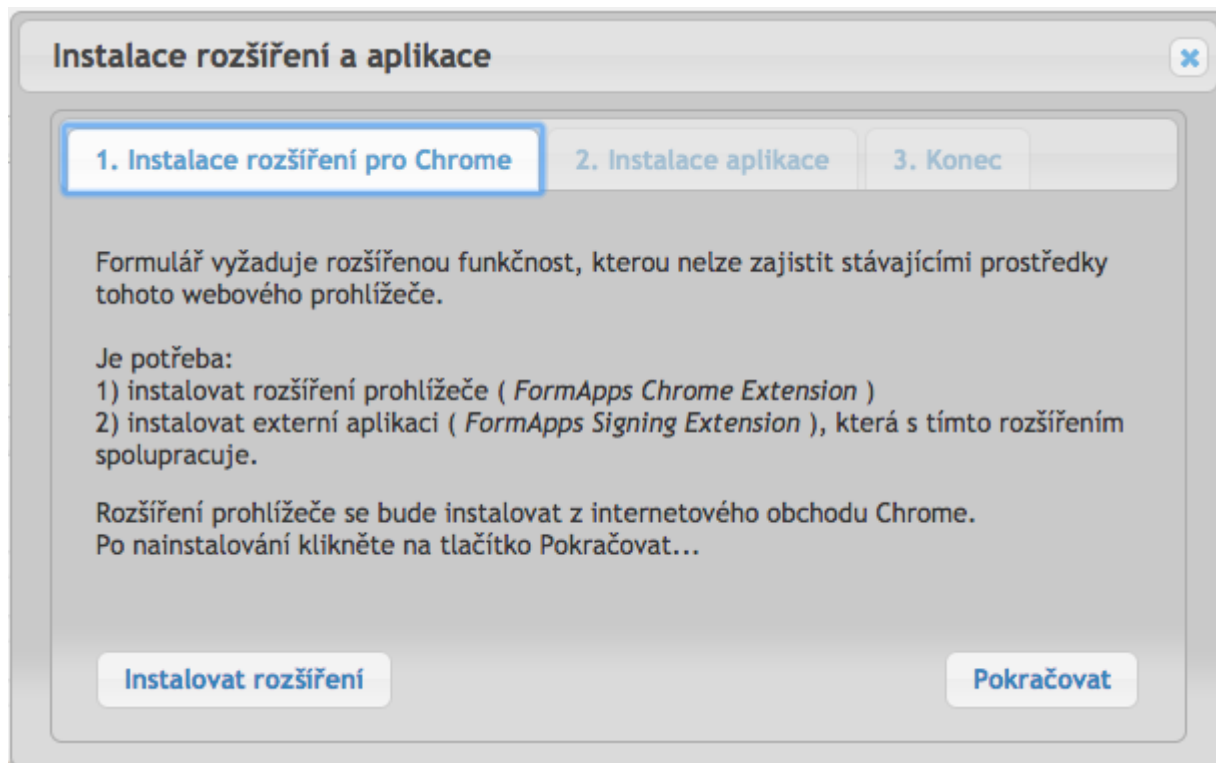 Instalace rozšíření a aplikace
1. Instalace rozšíření pro Chrome
2. Instalace aplikace
3. Konec
Formulář vyžaduje rozšířenou funkčnost, kterou nelze zajistit stávajícími prostředky
tohoto webového prohlížeče.
Je potřeba:
1) instalovat rozšíření prohlížeče ( FormApps Chrome Extension )
2) instalovat externí aplikaci ( FormApps Signing Extension ), která s tímto rozšířením
spolupracuje.
Rozšíření prohlížeče se bude instalovat z internetového obchodu Chrome.
Po nainstalování klikněte na tlačítko Pokračovat...
Instalovat rozšíření
Pokračovat